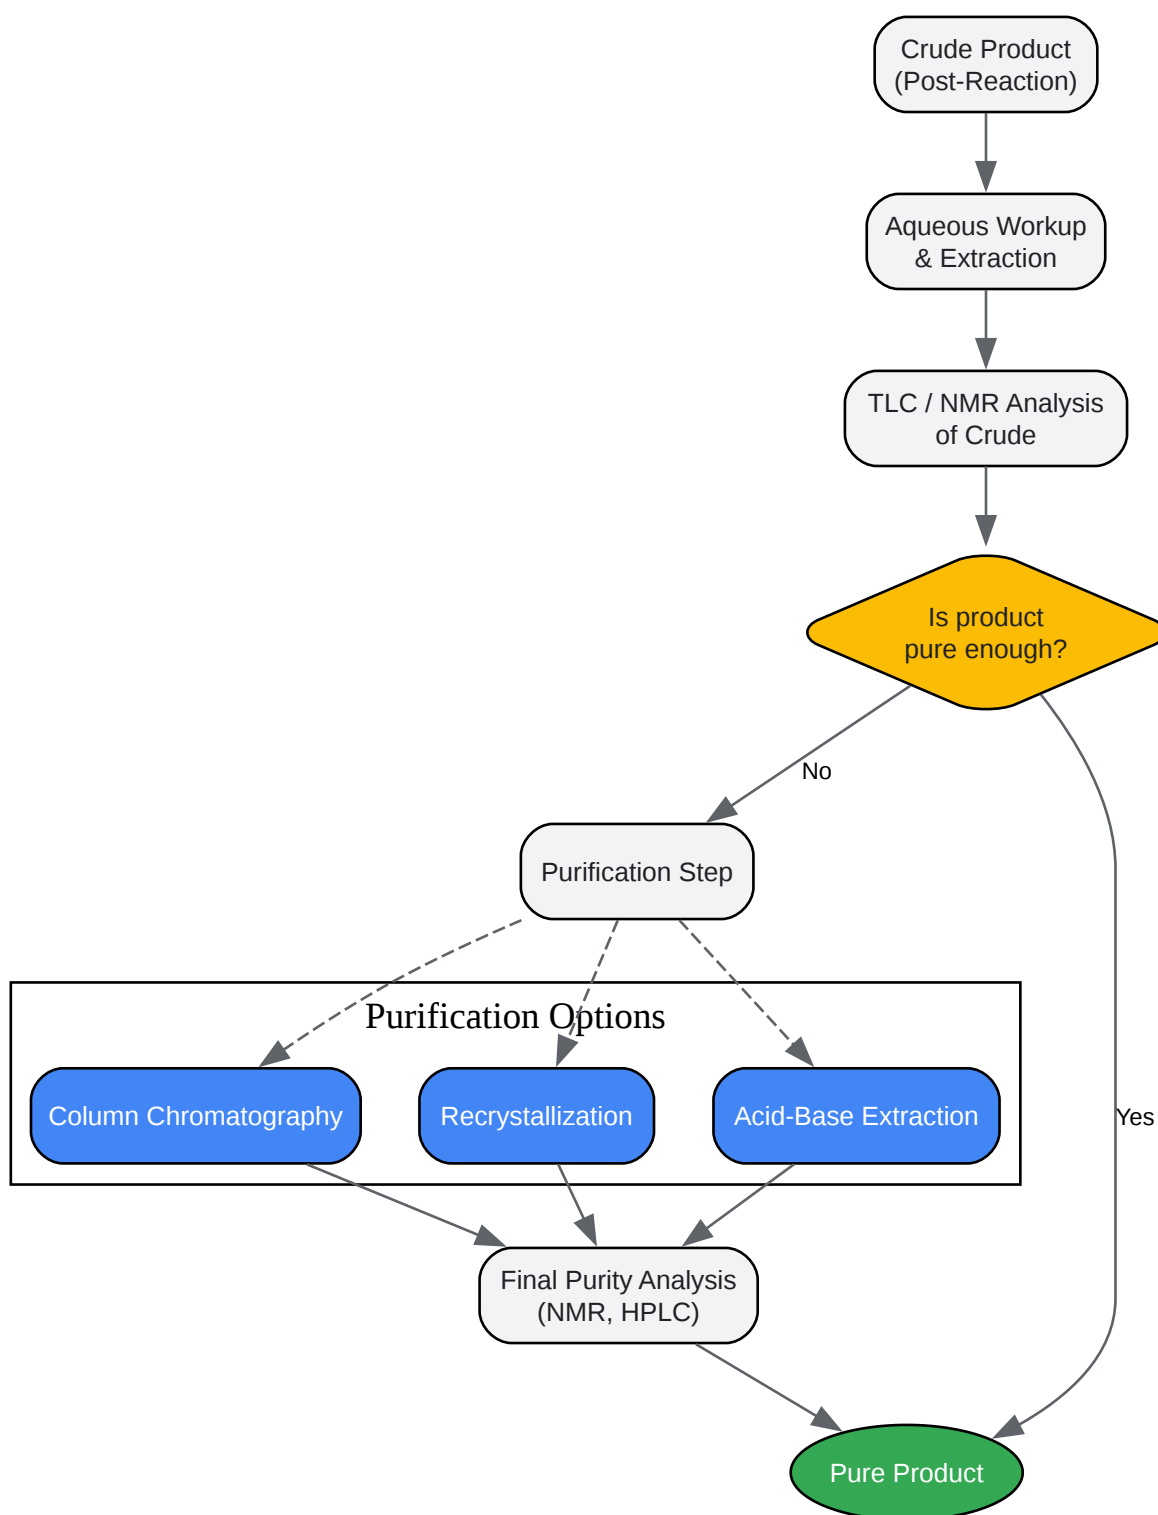 Crude Product
(Post-Reaction)
Aqueous Workup
& Extraction
TLC / NMR Analysis
of Crude
Is product
pure enough?
No
Purification Step
Purification Options
Column Chromatography
Recrystallization
Acid-Base Extraction
Yes
Final Purity Analysis
(NMR, HPLC)
Pure Product